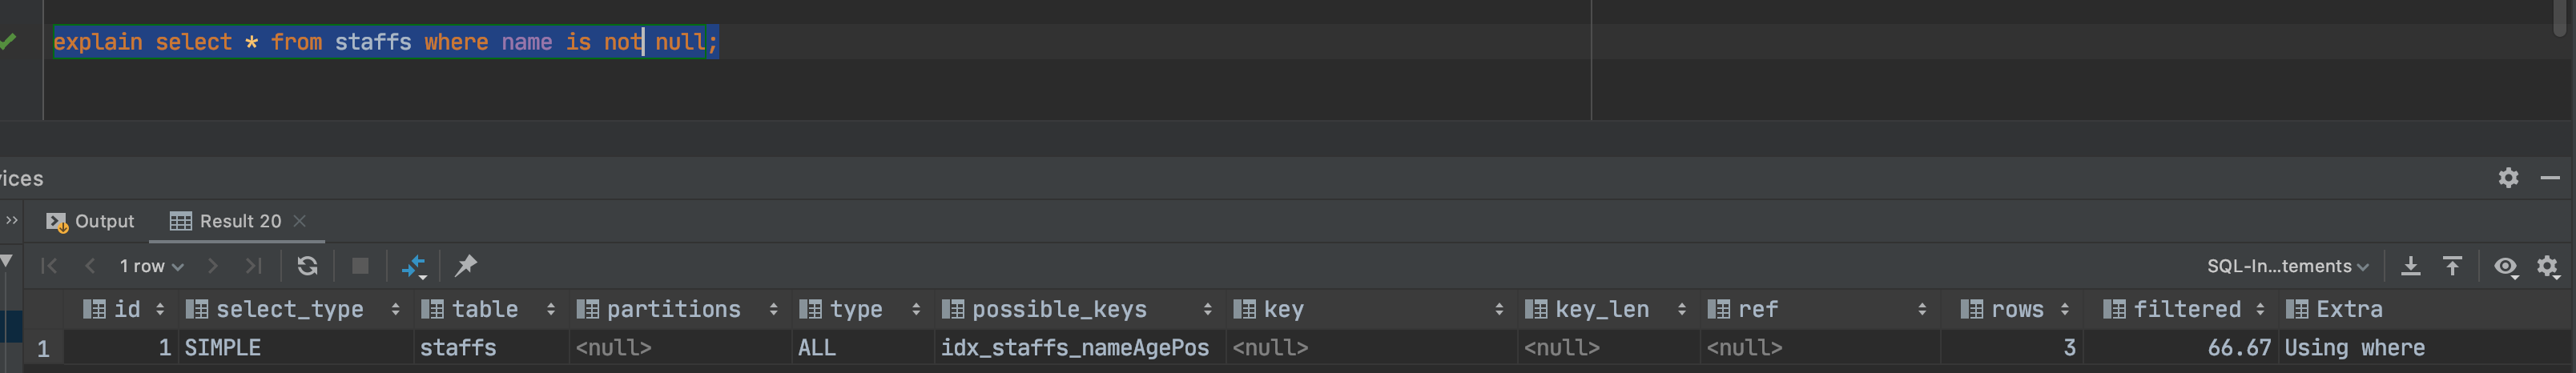 explain select * from staffs where name is not null;
vices
Output Result 20
1 row SQL-In...tements
id select_type table partitions type possible_keys key key_len ref rows filtered Extra
1 1 SIMPLE staffs <null> ALL idx_staffs_nameAgePos <null> <null> <null> 3 66.67 Using where